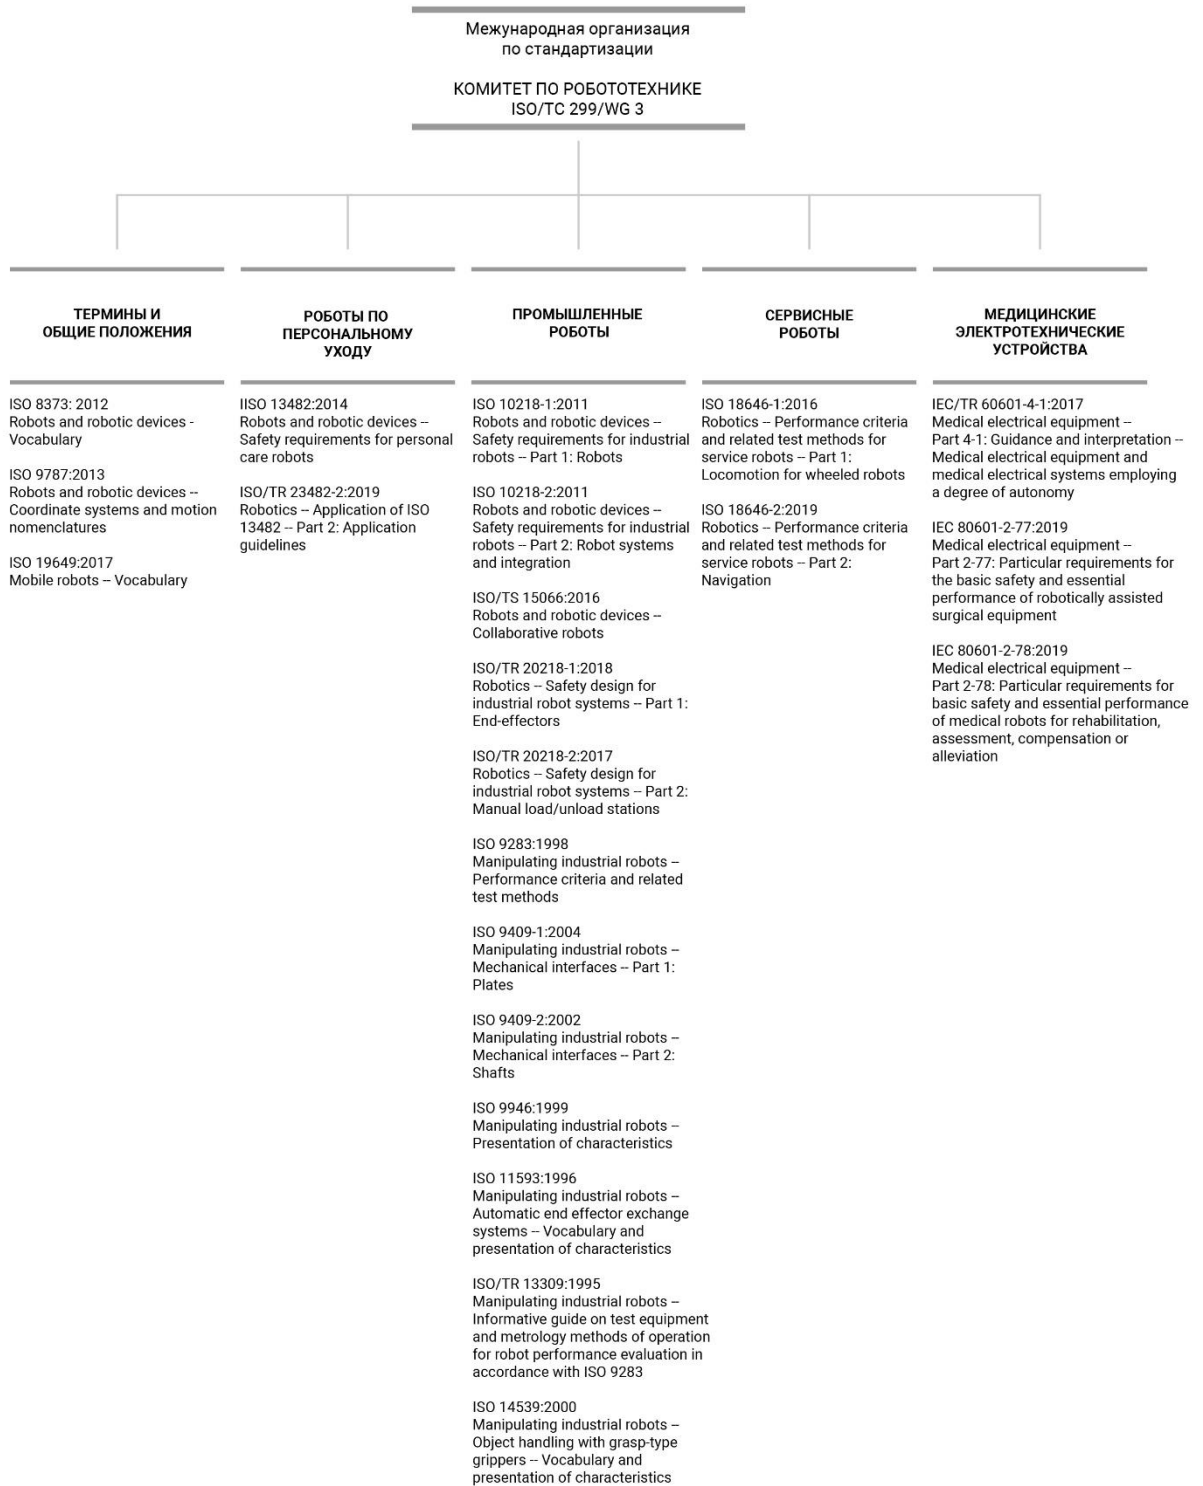 Межународная организация
по стандартизации
КОМИТЕТ ПО РОБОТОТЕХНИКЕ
ISO/TC 299/WG 3
ТЕРМИНЫ И
ОБЩИЕ ПОЛОЖЕНИЯ
ISO 8373: 2012
Robots and robotic devices -
Vocabulary
ISO 9787:2013
Robots and robotic devices --
Coordinate systems and motion
nomenclatures
ISO 19649:2017
Mobile robots -- Vocabulary
РОБОТЫ ПО
ПЕРСОНАЛЬНОМУ
УХОДУ
IISO 13482:2014
Robots and robotic devices --
Safety requirements for personal
care robots
ISO/TR 23482-2:2019
Robotics -- Application of ISO
13482 -- Part 2: Application
guidelines
ПРОМЫШЛЕННЫЕ
РОБОТЫ
ISO 10218-1:2011
Robots and robotic devices --
Safety requirements for industrial
robots -- Part 1: Robots
ISO 10218-2:2011
Robots and robotic devices --
Safety requirements for industrial
robots -- Part 2: Robot systems
and integration
ISO/TS 15066:2016
Robots and robotic devices --
Collaborative robots
ISO/TR 20218-1:2018
Robotics -- Safety design for
industrial robot systems -- Part 1:
End-effectors
ISO/TR 20218-2:2017
Robotics -- Safety design for
industrial robot systems -- Part 2:
Manual load/unload stations
ISO 9283:1998
Manipulating industrial robots --
Performance criteria and related
test methods
ISO 9409-1:2004
Manipulating industrial robots --
Mechanical interfaces -- Part 1:
Plates
ISO 9409-2:2002
Manipulating industrial robots --
Mechanical interfaces -- Part 2:
Shafts
ISO 9946:1999
Manipulating industrial robots --
Presentation of characteristics
ISO 11593:1996
Manipulating industrial robots --
Automatic end effector exchange
systems -- Vocabulary and
presentation of characteristics
ISO/TR 13309:1995
Manipulating industrial robots --
Informative guide on test equipment
and metrology methods of operation
for robot performance evaluation in
accordance with ISO 9283
ISO 14539:2000
Manipulating industrial robots --
Object handling with grasp-type
grippers -- Vocabulary and
presentation of characteristics
СЕРВИСНЫЕ
РОБОТЫ
ISO 18646-1:2016
Robotics -- Performance criteria
and related test methods for
service robots -- Part 1:
Locomotion for wheeled robots
ISO 18646-2:2019
Robotics -- Performance criteria
and related test methods for
service robots -- Part 2:
Navigation
МЕДИЦИНСКИЕ
ЭЛЕКТРОТЕХНИЧЕСКИЕ
УСТРОЙСТВА
IEC/TR 60601-4-1:2017
Medical electrical equipment --
Part 4-1: Guidance and interpretation --
Medical electrical equipment and
medical electrical systems employing
a degree of autonomy
IEC 80601-2-77:2019
Medical electrical equipment --
Part 2-77: Particular requirements for
the basic safety and essential
performance of robotically assisted
surgical equipment
IEC 80601-2-78:2019
Medical electrical equipment --
Part 2-78: Particular requirements for
basic safety and essential performance
of medical robots for rehabilitation,
assessment, compensation or
alleviation